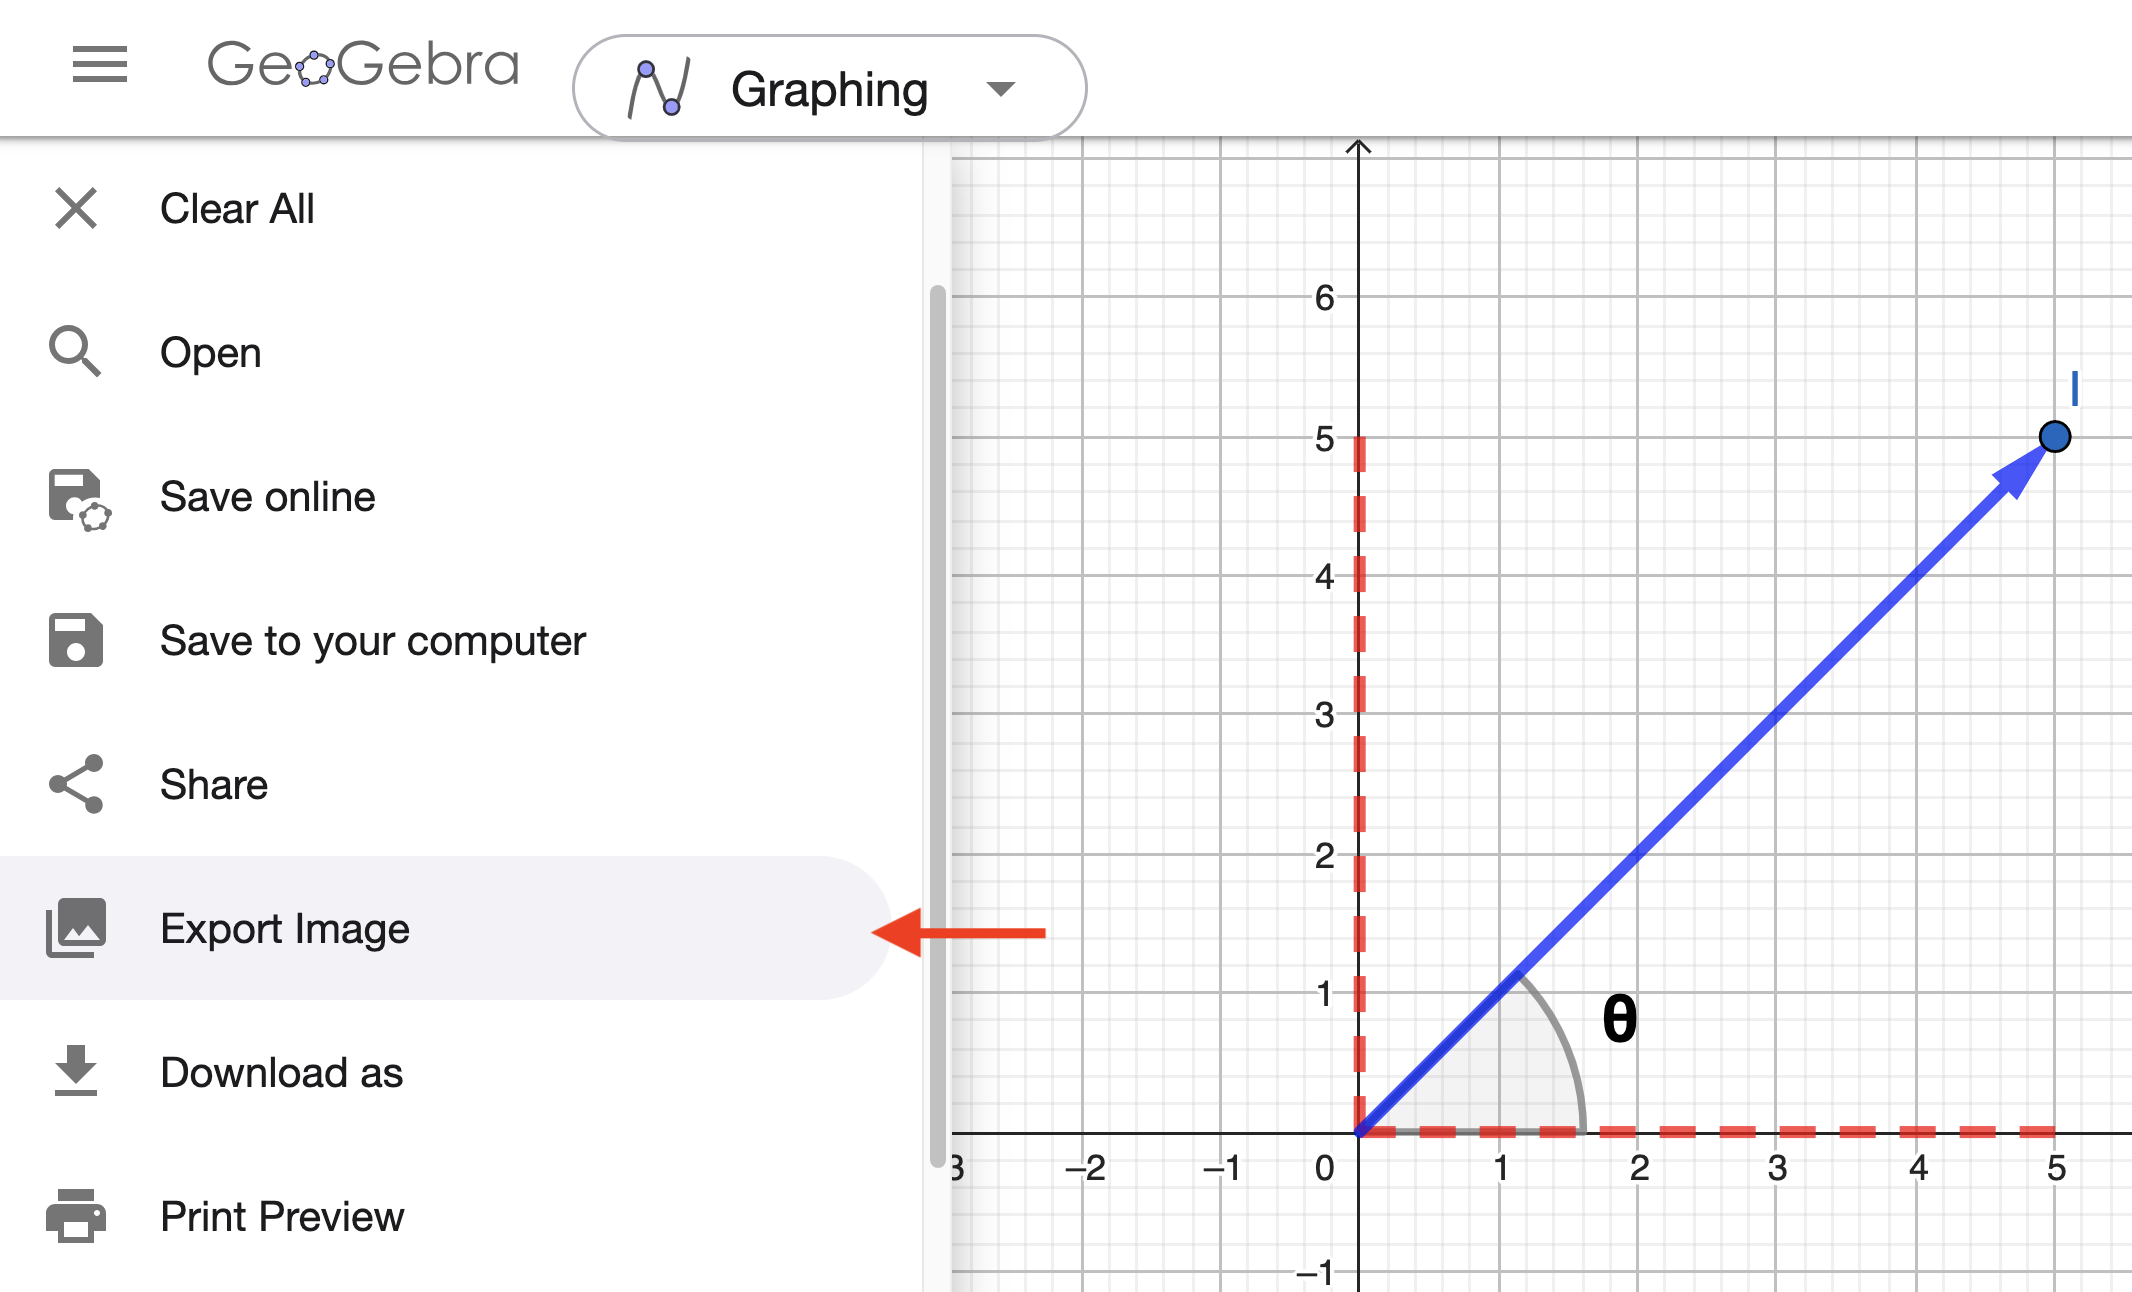 GeoGebra
Graphing
Clear All
Open
Save online
Save to your computer
Share
Export Image
Download as
Print Preview
6
5
4
3
2
1
–1
3 –2 –1 0 1 2 3 4 5
I
θ